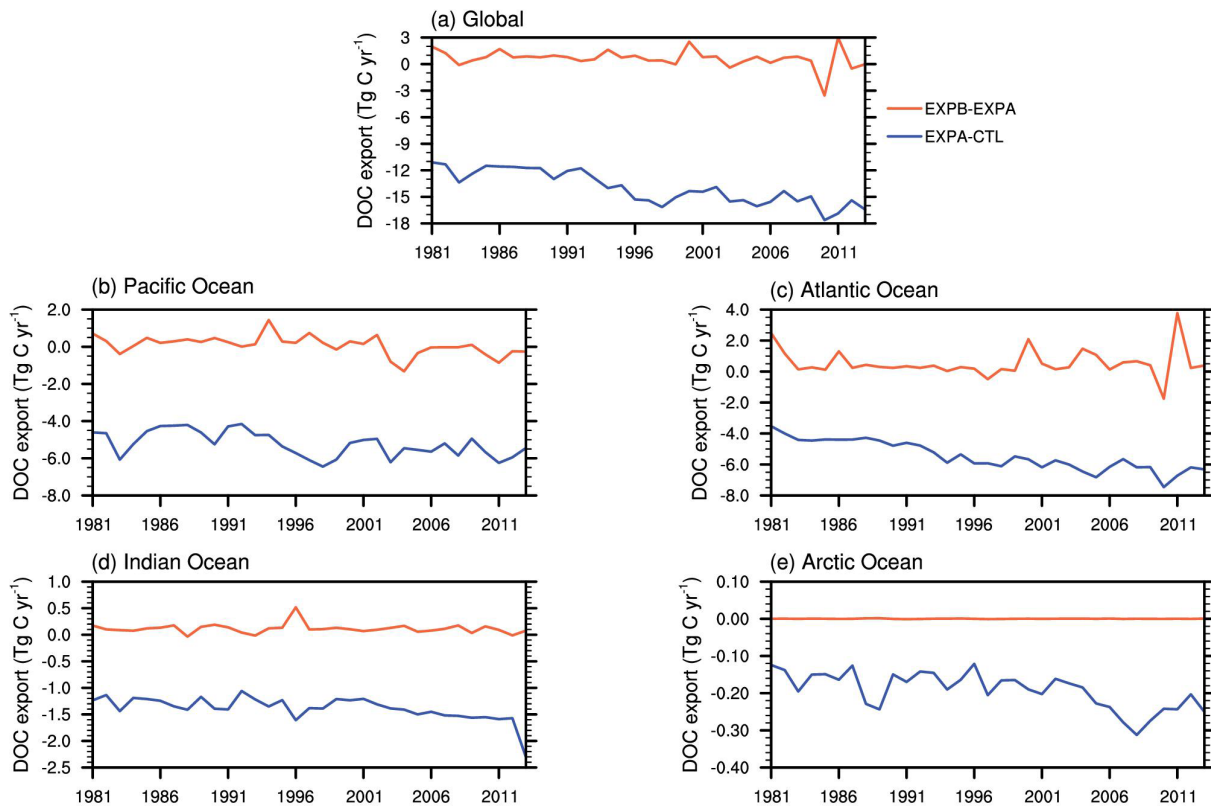 (a) Global
DOC export (Tg C yr-1)
3
0
-3
-6
-9
-12
-15
-18
1981 1986 1991 1996 2001 2006 2011
EXPB-EXPA
EXPA-CTL
(b) Pacific Ocean
DOC export (Tg C yr-1)
2.0
0.0
-2.0
-4.0
-6.0
-8.0
1981 1986 1991 1996 2001 2006 2011
(c) Atlantic Ocean
DOC export (Tg C yr-1)
4.0
2.0
0.0
-2.0
-4.0
-6.0
-8.0
1981 1986 1991 1996 2001 2006 2011
(d) Indian Ocean
DOC export (Tg C yr-1)
1.0
0.5
0.0
-0.5
-1.0
-1.5
-2.0
-2.5
1981 1986 1991 1996 2001 2006 2011
(e) Arctic Ocean
DOC export (Tg C yr-1)
0.10
0.00
-0.10
-0.20
-0.30
-0.40
1981 1986 1991 1996 2001 2006 2011